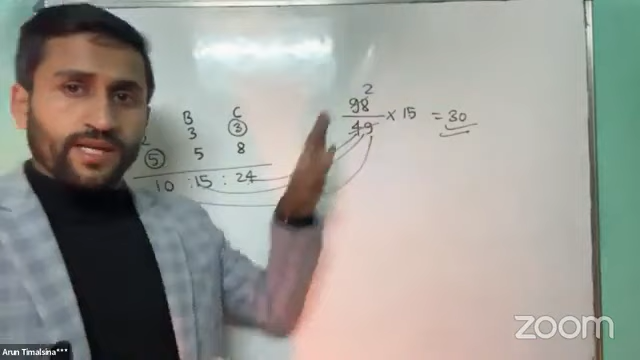 B C
2 3 3
5 5 8
10 : 15 : 24
2
98
49 × 15 = 30
zoom
Arun Timalsina***